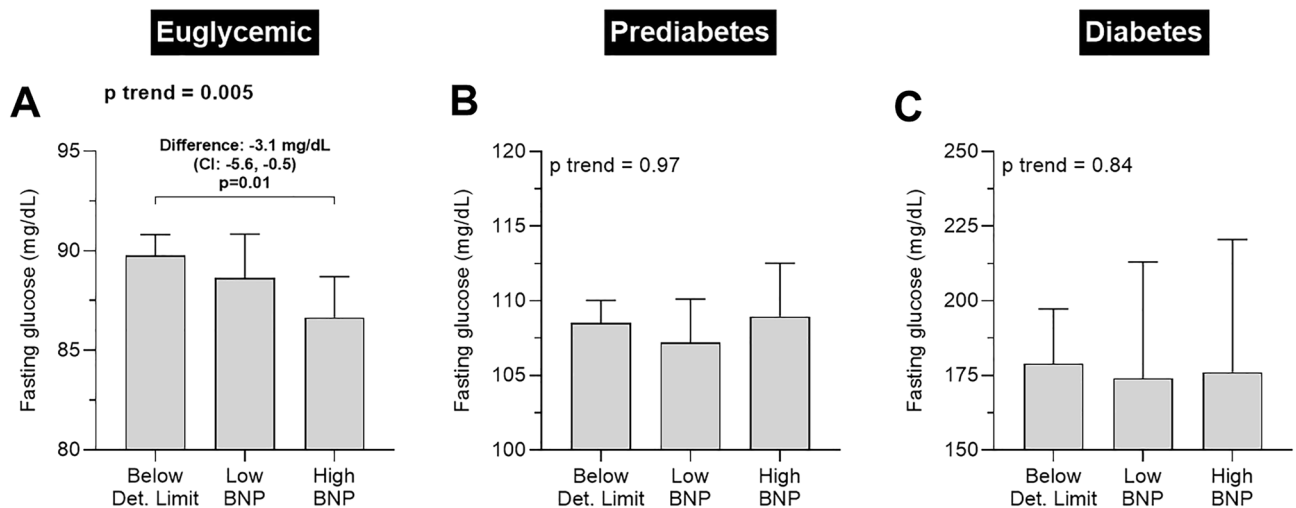 Euglycemic
Prediabetes
Diabetes
A
p trend = 0.005
Difference: -3.1 mg/dL
(CI: -5.6, -0.5)
p=0.01
Fasting glucose (mg/dL)
95
90
85
80
Below
Det. Limit
Low
BNP
High
BNP
B
p trend = 0.97
Fasting glucose (mg/dL)
120
115
110
105
100
Below
Det. Limit
Low
BNP
High
BNP
C
p trend = 0.84
Fasting glucose (mg/dL)
250
225
200
175
150
Below
Det. Limit
Low
BNP
High
BNP